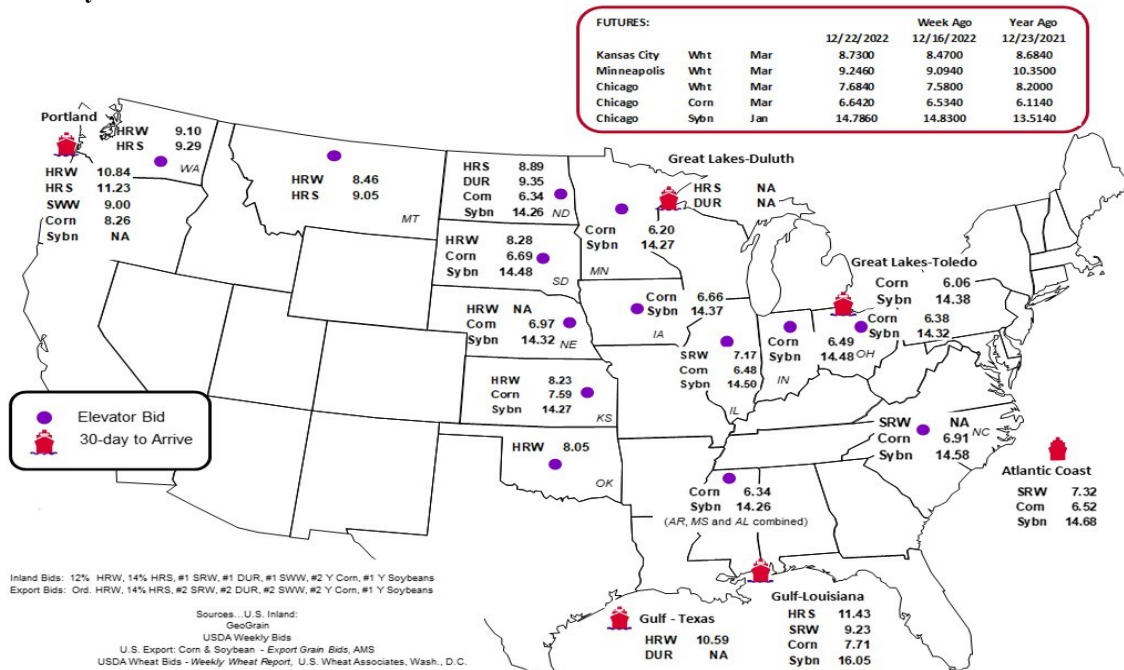 FUTURES: Week Ago Year Ago
12/22/2022 12/16/2022 12/23/2021
Kansas City Wht Mar 8.7300 8.4700 8.6840
Minneapolis Wht Mar 9.2460 9.0940 10.3500
Chicago Wht Mar 7.6840 7.5800 8.2000
Chicago Corn Mar 6.6420 6.5340 6.1140
Chicago Sybn Jan 14.7860 14.8300 13.5140
Portland
HRW 10.84
HRS 11.23
SWW 9.00
Corn 8.26
Sybn NA
HRW 9.10
HRS 9.29
WA
HRW 8.46
HRS 9.05
MT
HRS 8.89
DUR 9.35
Corn 6.34
Sybn 14.26
ND
Great Lakes-Duluth
HRS NA
DUR NA
Corn 6.20
Sybn 14.27
MN
HRW 8.28
Corn 6.69
Sybn 14.48
SD
Great Lakes-Toledo
Corn 6.06
Sybn 14.38
HRW NA
Corn 6.97
Sybn 14.32
NE
Corn 6.66
Sybn 14.37
IA
SRW 7.17
Corn 6.48
Sybn 14.50
IL
Corn 6.49
Sybn 14.48
IN
Corn 6.38
Sybn 14.32
OH
HRW 8.23
Corn 7.59
Sybn 14.27
KS
Elevator Bid
30-day to Arrive
HRW 8.05
OK
SRW NA
Corn 6.91
Sybn 14.58
NC
Atlantic Coast
SRW 7.32
Corn 6.52
Sybn 14.68
Corn 6.34
Sybn 14.26
(AR, MS and AL combined)
Gulf - Texas
HRW 10.59
DUR NA
Gulf-Louisiana
HRS 11.43
SRW 9.23
Corn 7.71
Sybn 16.05
Inland Bids: 12% HRW, 14% HRS, #1 SRW, #1 DUR, #1 SWW, #2 Y Corn, #1 Y Soybeans
Export Bids: Ord. HRW, 14% HRS, #2 SRW, #2 DUR, #2 SWW, #2 Y Corn, #1 Y Soybeans
Sources...U.S. Inland:
GeoGrain
USDA Weekly Bids
U.S. Export: Corn & Soybean - Export Grain Bids, AMS
USDA Wheat Bids - Weekly Wheat Report, U.S. Wheat Associates, Wash., D.C.